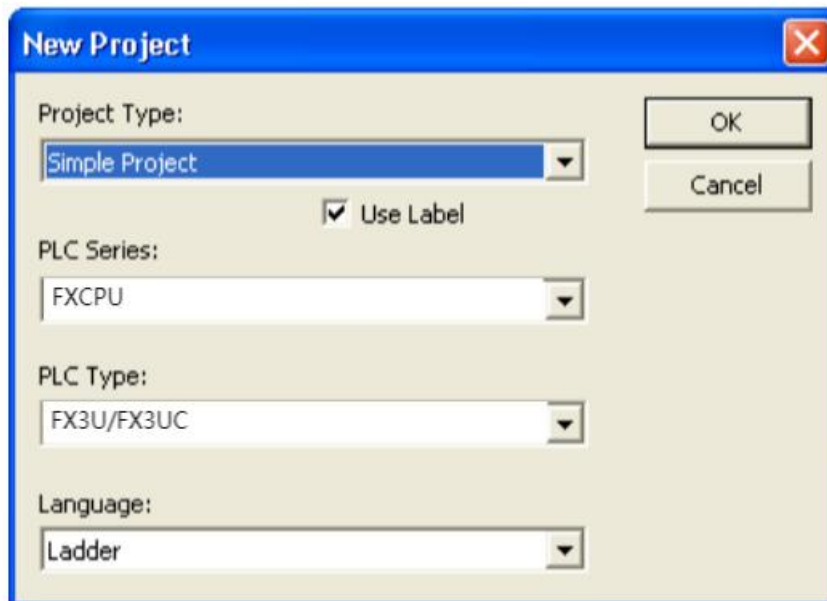 New Project
Project Type:
OK
Simple Project
Cancel
Use Label
PLC Series:
FXCPU
PLC Type:
FX3U/FX3UC
Language:
Ladder